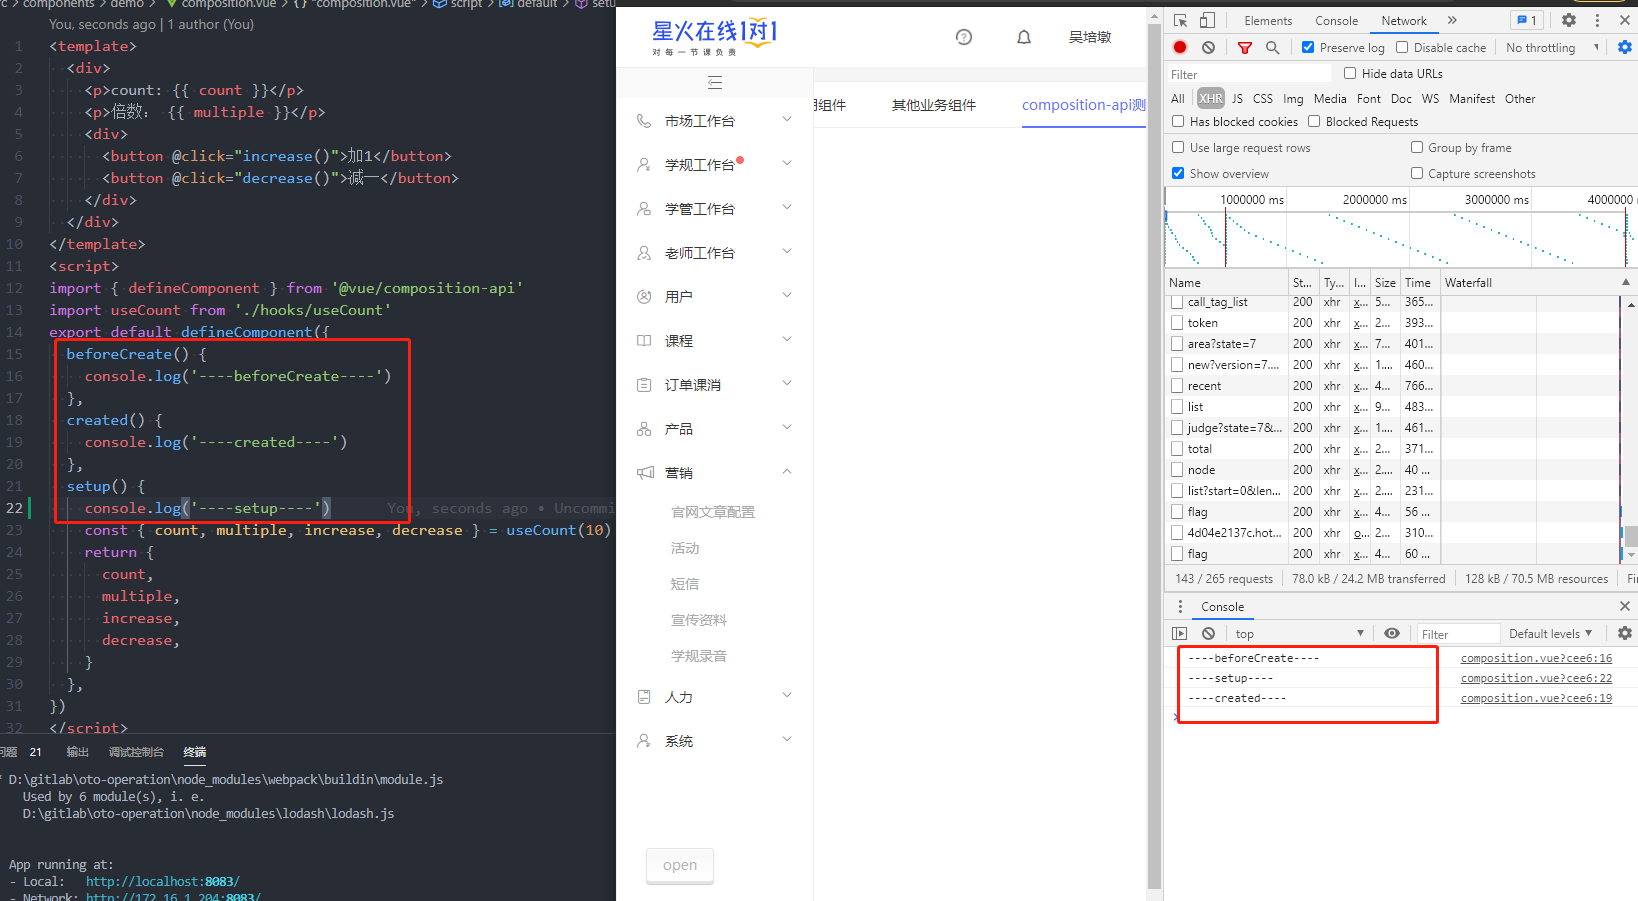 components › demo › composition.vue › {} "composition.vue" › script › default ›
You, seconds ago | 1 author (You)
1 <template>
2 <div>
3 <p>count: {{ count }}</p>
4 <p>倍数: {{ multiple }}</p>
5 <div>
6 <button @click="increase()">加1</button>
7 <button @click="decrease()">减一</button>
8 </div>
9 </div>
10 </template>
11 <script>
12 import { defineComponent } from '@vue/composition-api'
13 import useCount from './hooks/useCount'
14 export default defineComponent({
15 beforeCreate() {
16 console.log('----beforeCreate----')
17 },
18 created() {
19 console.log('----created----')
20 },
21 setup() {
22 console.log('----setup----') You, seconds ago • Uncommi
23 const { count, multiple, increase, decrease } = useCount(10)
24 return {
25 count,
26 multiple,
27 increase,
28 decrease,
29 }
30 },
31 })
32 </script>
问题 21 输出 调试控制台 终端
* D:\gitlab\oto-operation\node_modules\webpack\buildin\module.js
Used by 6 module(s), i. e.
D:\gitlab\oto-operation\node_modules\lodash\lodash.js
App running at:
- Local: http://localhost:8083/
- Network: http://172.16.1.204:8083/
星火在线1对1
对每一节课负责
吴培墩
组件 其他业务组件 composition-api测
市场工作台
学规工作台
学管工作台
老师工作台
用户
课程
订单课消
产品
营销
官网文章配置
活动
短信
宣传资料
学规录音
人力
系统
open
Elements Console Network » 1
Preserve log Disable cache No throttling
Filter Hide data URLs
All XHR JS CSS Img Media Font Doc WS Manifest Other
Has blocked cookies Blocked Requests
Use large request rows Group by frame
Show overview Capture screenshots
1000000 ms 2000000 ms 3000000 ms 4000000
Name St... Ty... I... Size Time Waterfall
call_tag_list 200 xhr x... 5... 365...
token 200 xhr x... 2... 393...
area?state=7 200 xhr x... 7... 401...
new?version=7.... 200 xhr x... 1.... 460...
recent 200 xhr x... 4... 766...
list 200 xhr x... 9... 483...
judge?state=7&... 200 xhr x... 1.... 461...
total 200 xhr x... 2.... 371...
node 200 xhr x... 2.... 40 ...
list?start=0&len... 200 xhr x... 2.... 231...
flag 200 xhr x... 4... 56 ...
4d04e2137c.hot... 200 xhr o... 2... 310...
flag 200 xhr x... 4... 60 ...
143 / 265 requests 78.0 kB / 24.2 MB transferred 128 kB / 70.5 MB resources Fi
Console
top Filter Default levels
----beforeCreate---- composition.vue?cee6:16
----setup---- composition.vue?cee6:22
----created---- composition.vue?cee6:19